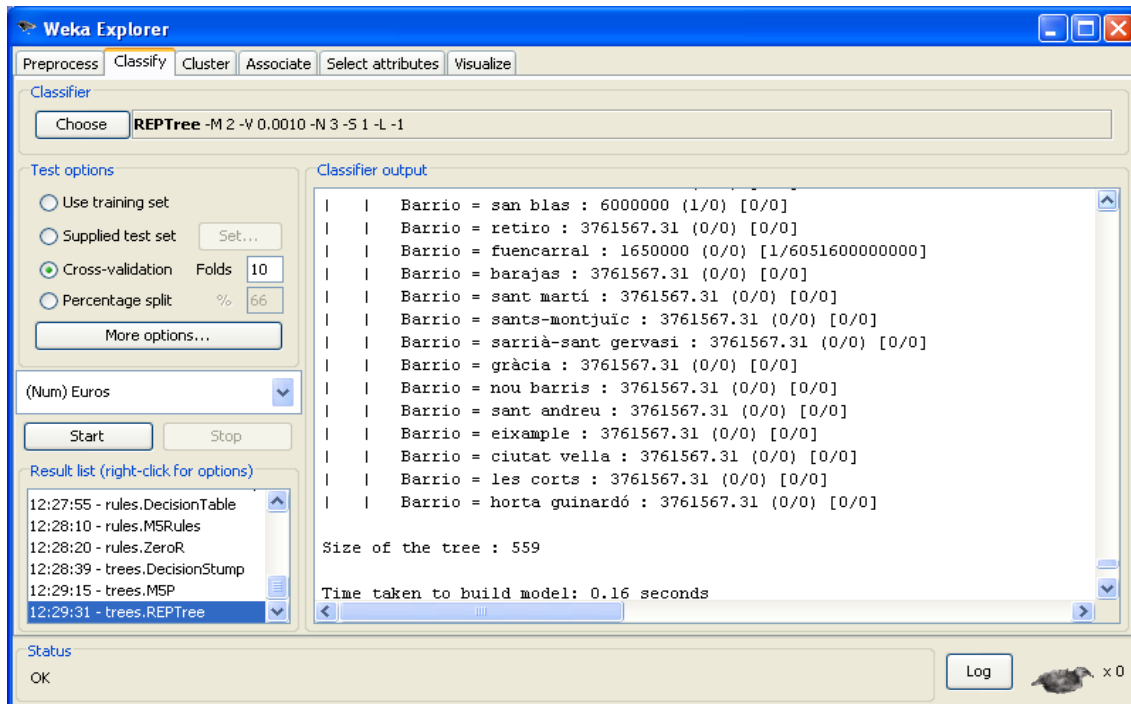 Weka Explorer
Preprocess Classify Cluster Associate Select attributes Visualize
Classifier
Choose REPTree -M 2 -V 0.0010 -N 3 -S 1 -L -1
Test options
Use training set
Supplied test set Set...
Cross-validation Folds 10
Percentage split % 66
More options...
(Num) Euros
Start Stop
Result list (right-click for options)
12:27:55 - rules.DecisionTable
12:28:10 - rules.M5Rules
12:28:20 - rules.ZeroR
12:28:39 - trees.DecisionStump
12:29:15 - trees.M5P
12:29:31 - trees.REPTree
Classifier output
| | Barrio = san blas : 6000000 (1/0) [0/0]
| | Barrio = retiro : 3761567.31 (0/0) [0/0]
| | Barrio = fuencarral : 1650000 (0/0) [1/6051600000000]
| | Barrio = barajas : 3761567.31 (0/0) [0/0]
| | Barrio = sant martí : 3761567.31 (0/0) [0/0]
| | Barrio = sants-montjuïc : 3761567.31 (0/0) [0/0]
| | Barrio = sarrià-sant gervasi : 3761567.31 (0/0) [0/0]
| | Barrio = gràcia : 3761567.31 (0/0) [0/0]
| | Barrio = nou barris : 3761567.31 (0/0) [0/0]
| | Barrio = sant andreu : 3761567.31 (0/0) [0/0]
| | Barrio = eixample : 3761567.31 (0/0) [0/0]
| | Barrio = ciutat vella : 3761567.31 (0/0) [0/0]
| | Barrio = les corts : 3761567.31 (0/0) [0/0]
| | Barrio = horta guinardó : 3761567.31 (0/0) [0/0]
Size of the tree : 559
Time taken to build model: 0.16 seconds
Status
OK
Log
x 0